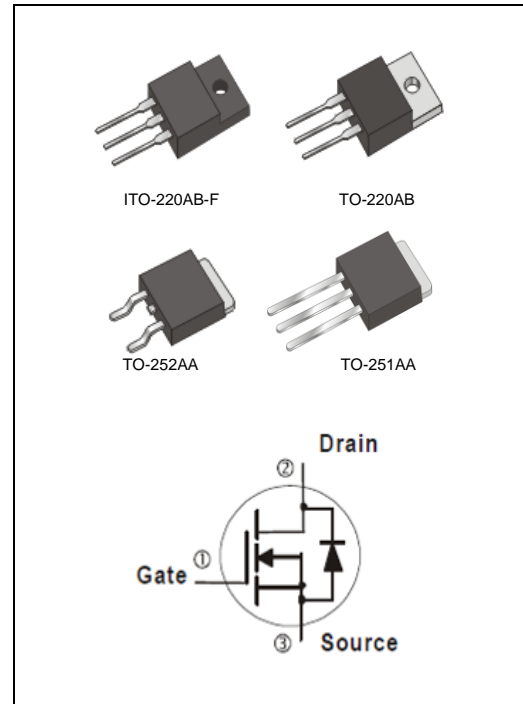 ITO-220AB-F TO-220AB
TO-252AA TO-251AA
Drain
②
Gate ①
③ Source